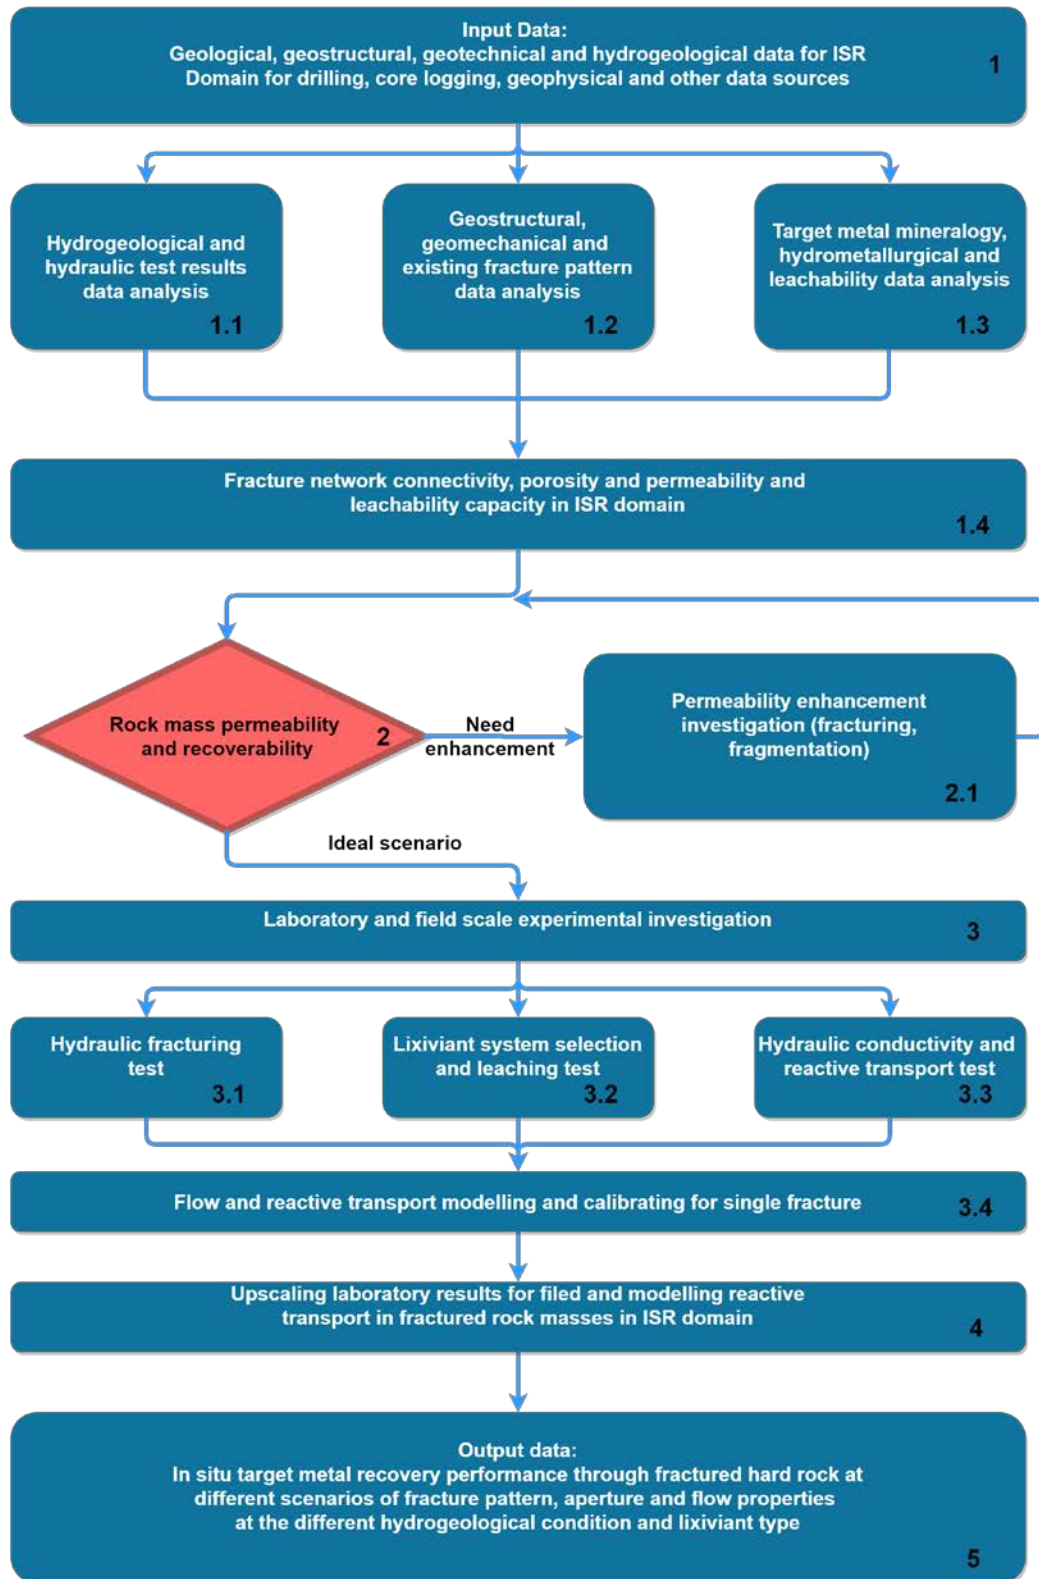 Input Data:
Geological, geostructural, geotechnical and hydrogeological data for ISR
Domain for drilling, core logging, geophysical and other data sources
1
Hydrogeological and
hydraulic test results
data analysis
1.1
Geostructural,
geomechanical and
existing fracture pattern
data analysis
1.2
Target metal mineralogy,
hydrometallurgical and
leachability data analysis
1.3
Fracture network connectivity, porosity and permeability and
leachability capacity in ISR domain
1.4
Rock mass permeability
and recoverability
2
Need
enhancement
Permeability enhancement
investigation (fracturing,
fragmentation)
2.1
Ideal scenario
Laboratory and field scale experimental investigation
3
Hydraulic fracturing
test
3.1
Lixiviant system selection
and leaching test
3.2
Hydraulic conductivity and
reactive transport test
3.3
Flow and reactive transport modelling and calibrating for single fracture
3.4
Upscaling laboratory results for filed and modelling reactive
transport in fractured rock masses in ISR domain
4
Output data:
In situ target metal recovery performance through fractured hard rock at
different scenarios of fracture pattern, aperture and flow properties
at the different hydrogeological condition and lixiviant type
5